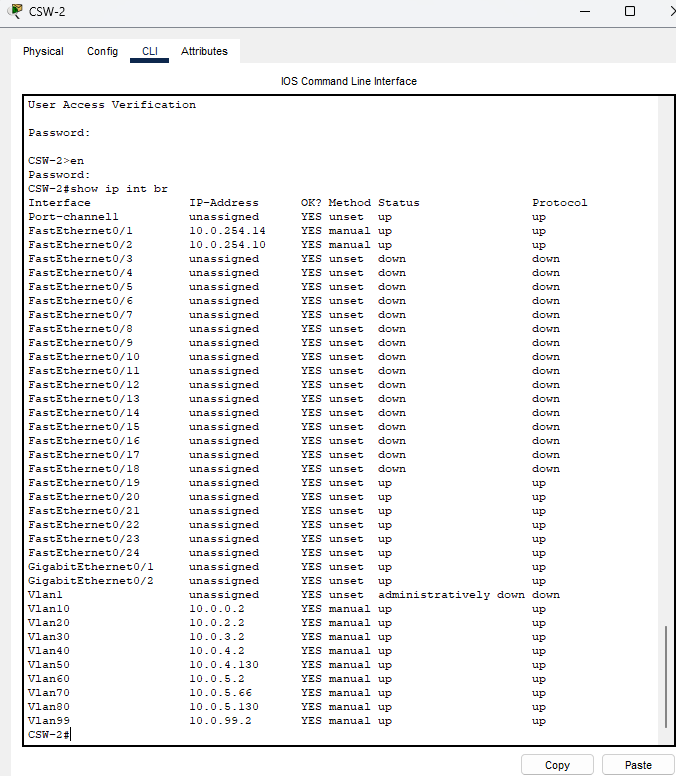 CSW-2
Physical Config CLI Attributes
IOS Command Line Interface
User Access Verification
Password:
CSW-2>en
Password:
CSW-2#show ip int br
Interface IP-Address OK? Method Status Protocol
Port-channel1 unassigned YES unset up up
FastEthernet0/1 10.0.254.14 YES manual up up
FastEthernet0/2 10.0.254.10 YES manual up up
FastEthernet0/3 unassigned YES unset down down
FastEthernet0/4 unassigned YES unset down down
FastEthernet0/5 unassigned YES unset down down
FastEthernet0/6 unassigned YES unset down down
FastEthernet0/7 unassigned YES unset down down
FastEthernet0/8 unassigned YES unset down down
FastEthernet0/9 unassigned YES unset down down
FastEthernet0/10 unassigned YES unset down down
FastEthernet0/11 unassigned YES unset down down
FastEthernet0/12 unassigned YES unset down down
FastEthernet0/13 unassigned YES unset down down
FastEthernet0/14 unassigned YES unset down down
FastEthernet0/15 unassigned YES unset down down
FastEthernet0/16 unassigned YES unset down down
FastEthernet0/17 unassigned YES unset down down
FastEthernet0/18 unassigned YES unset down down
FastEthernet0/19 unassigned YES unset up up
FastEthernet0/20 unassigned YES unset up up
FastEthernet0/21 unassigned YES unset up up
FastEthernet0/22 unassigned YES unset up up
FastEthernet0/23 unassigned YES unset up up
FastEthernet0/24 unassigned YES unset up up
GigabitEthernet0/1 unassigned YES unset up up
GigabitEthernet0/2 unassigned YES unset up up
Vlan1 unassigned YES unset administratively down down
Vlan10 10.0.0.2 YES manual up up
Vlan20 10.0.2.2 YES manual up up
Vlan30 10.0.3.2 YES manual up up
Vlan40 10.0.4.2 YES manual up up
Vlan50 10.0.4.130 YES manual up up
Vlan60 10.0.5.2 YES manual up up
Vlan70 10.0.5.66 YES manual up up
Vlan80 10.0.5.130 YES manual up up
Vlan99 10.0.99.2 YES manual up up
CSW-2#
Copy Paste